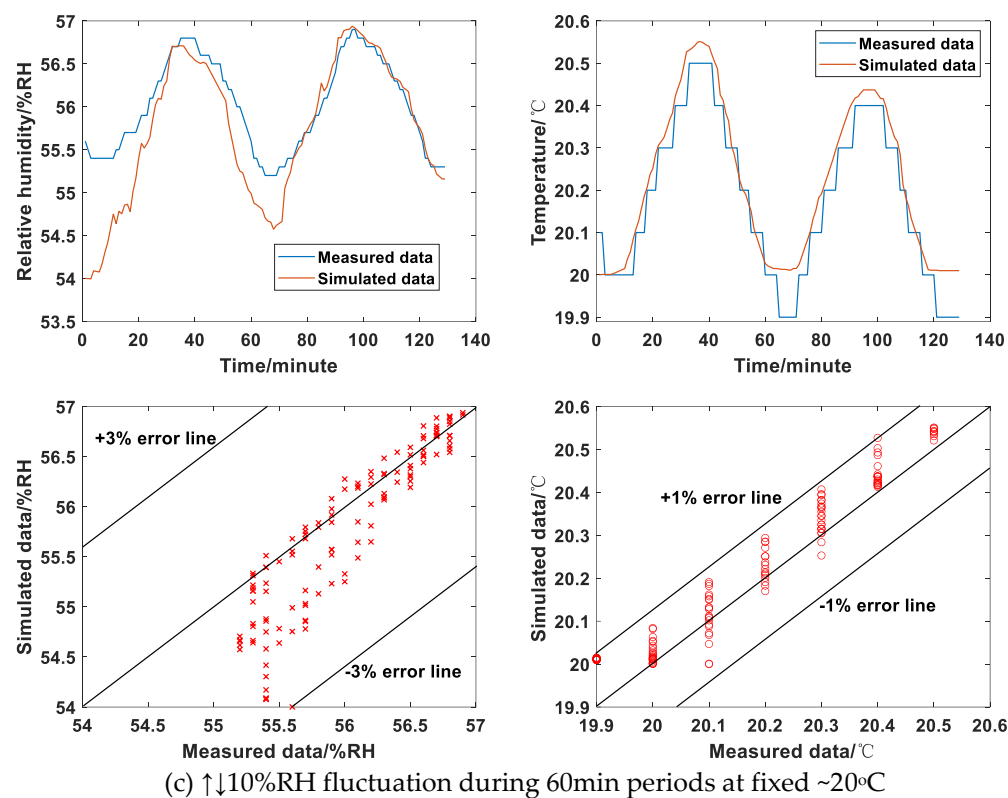 57
56.5
56
55.5
55
54.5
54
53.5
Relative humidity/%RH
Measured data
Simulated data
0 20 40 60 80 100 120 140
Time/minute
20.6
20.5
20.4
20.3
20.2
20.1
20
19.9
Temperature/℃
Measured data
Simulated data
0 20 40 60 80 100 120 140
Time/minute
57
56.5
56
55.5
55
54.5
54
Simulated data/%RH
+3% error line
-3% error line
54 54.5 55 55.5 56 56.5 57
Measured data/%RH
20.6
20.5
20.4
20.3
20.2
20.1
20
19.9
Simulated data/℃
+1% error line
-1% error line
19.9 20 20.1 20.2 20.3 20.4 20.5 20.6
Measured data/℃
(c) ↑↓10%RH fluctuation during 60min periods at fixed ~20ºC